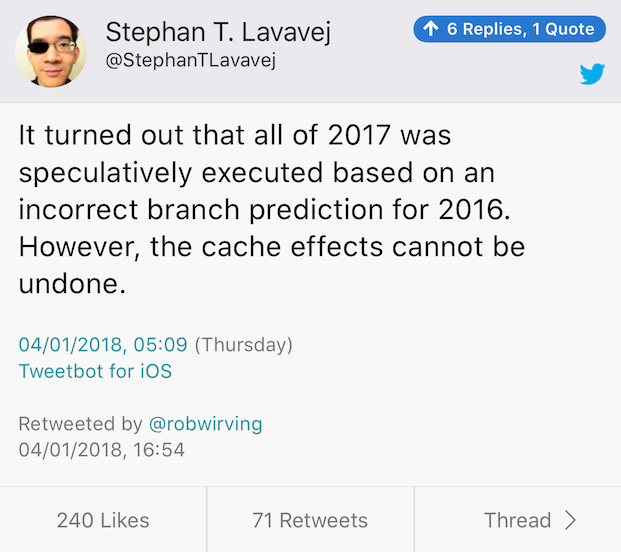 Stephan T. Lavavej
@StephanTLavavej
↑ 6 Replies, 1 Quote
It turned out that all of 2017 was
speculatively executed based on an
incorrect branch prediction for 2016.
However, the cache effects cannot be
undone.
04/01/2018, 05:09 (Thursday)
Tweetbot for iOS
Retweeted by @robwirving
04/01/2018, 16:54
240 Likes
71 Retweets
Thread >